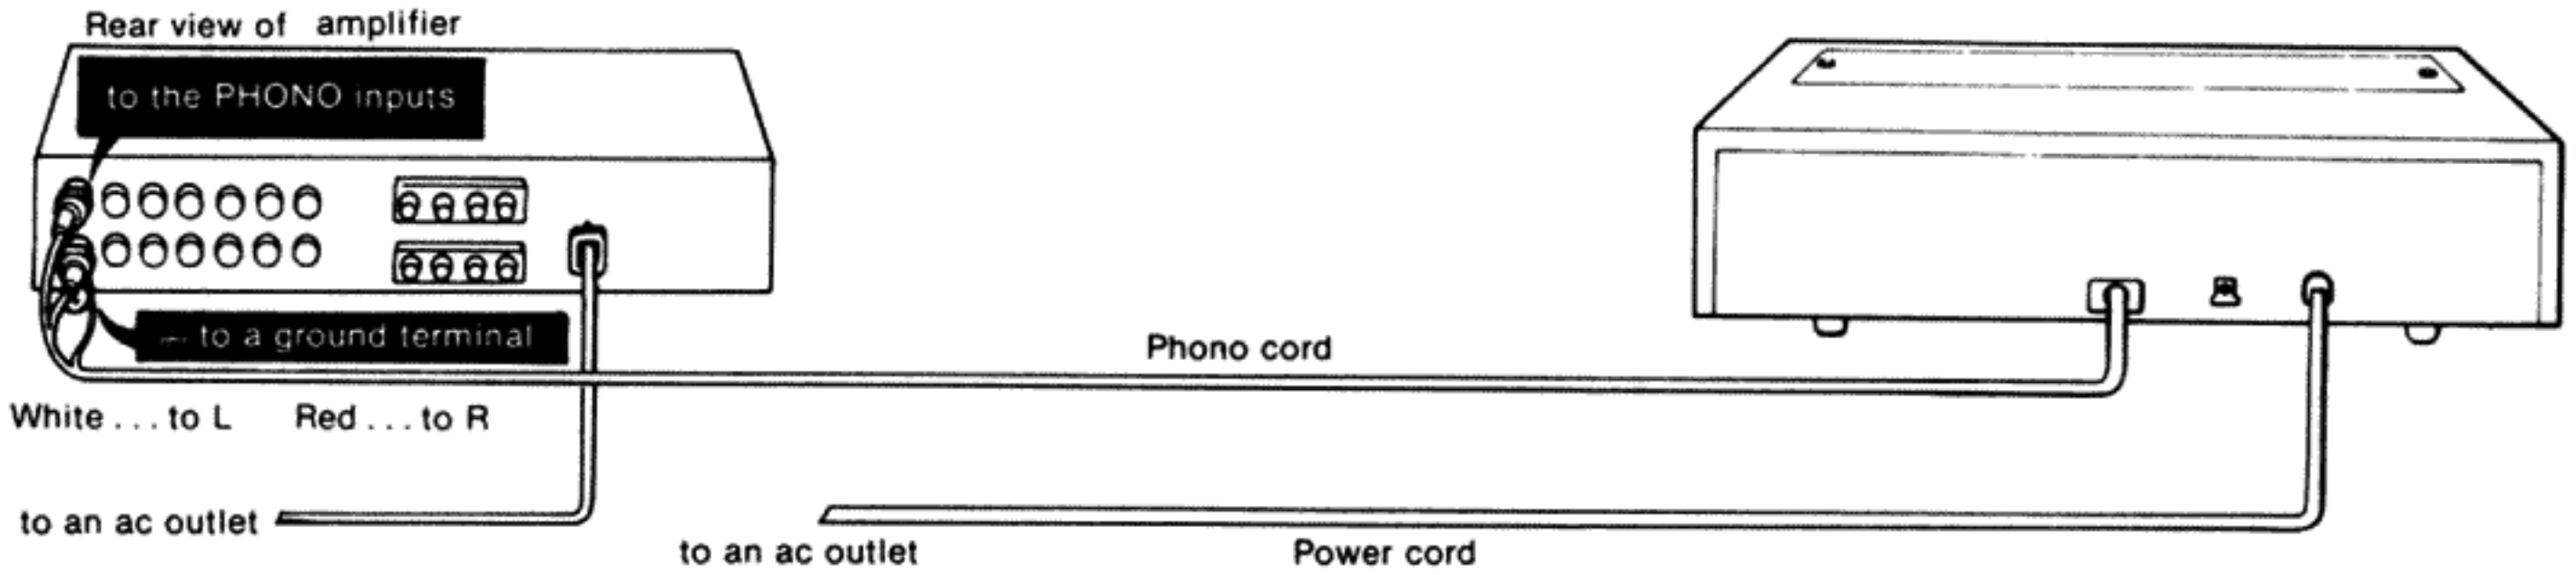 Rear view of amplifier
to the PHONO inputs
to a ground terminal
Phono cord
White ... to L Red ... to R
to an ac outlet
to an ac outlet
Power cord